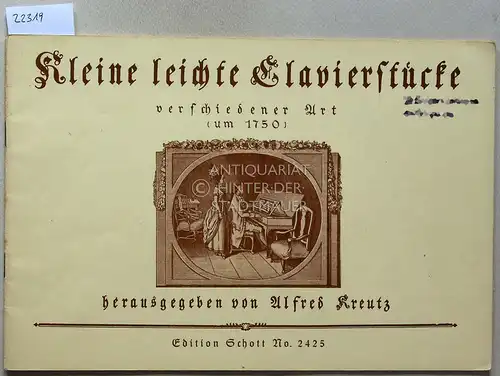 22319
Kleine leichte Clavierstücke
verschiedener Art
(um 1750)
ANTIQUARIAT
HINTER DER
STADTMAUER
herausgegeben von Alfred Kreutz
Edition Schott No. 2425